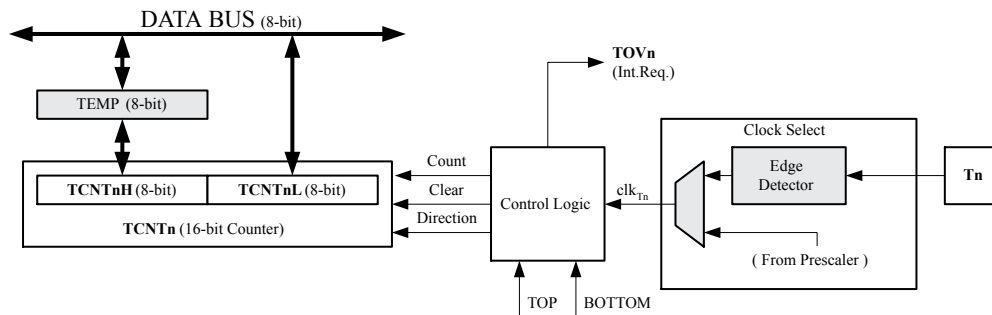 DATA BUS (8-bit)
TOVn
(Int.Req.)
TEMP (8-bit)
Clock Select
Count
TCNTnH (8-bit)
TCNTnL (8-bit)
Clear
Control Logic
clkTn
Edge
Detector
Tn
Direction
TCNTn (16-bit Counter)
( From Prescaler )
TOP
BOTTOM